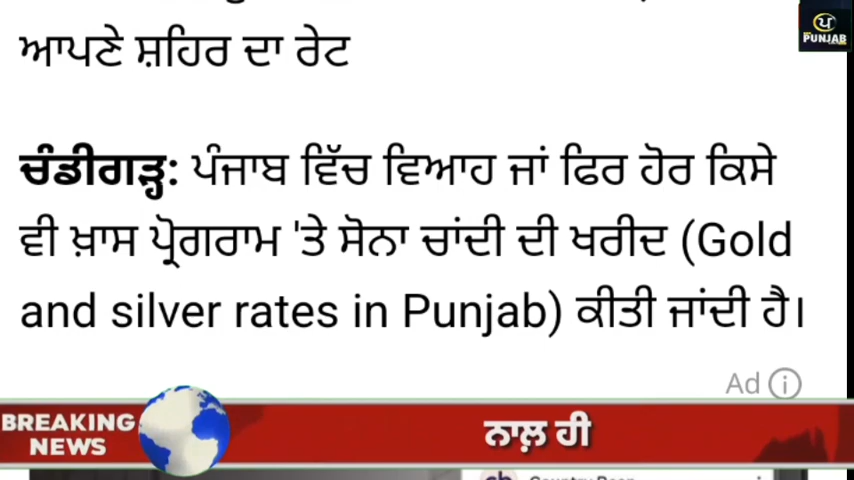 ਆਪਣੇ ਸ਼ਹਿਰ ਦਾ ਰੇਟ
ਪੰ
PUNJAB
ਚੰਡੀਗੜ੍ਹ: ਪੰਜਾਬ ਵਿੱਚ ਵਿਆਹ ਜਾਂ ਫਿਰ ਹੋਰ ਕਿਸੇ
ਵੀ ਖ਼ਾਸ ਪ੍ਰੋਗਰਾਮ 'ਤੇ ਸੋਨਾ ਚਾਂਦੀ ਦੀ ਖਰੀਦ (Gold
and silver rates in Punjab) ਕੀਤੀ ਜਾਂਦੀ ਹੈ।
Ad
BREAKING
NEWS
ਨਾਲ਼ ਹੀ